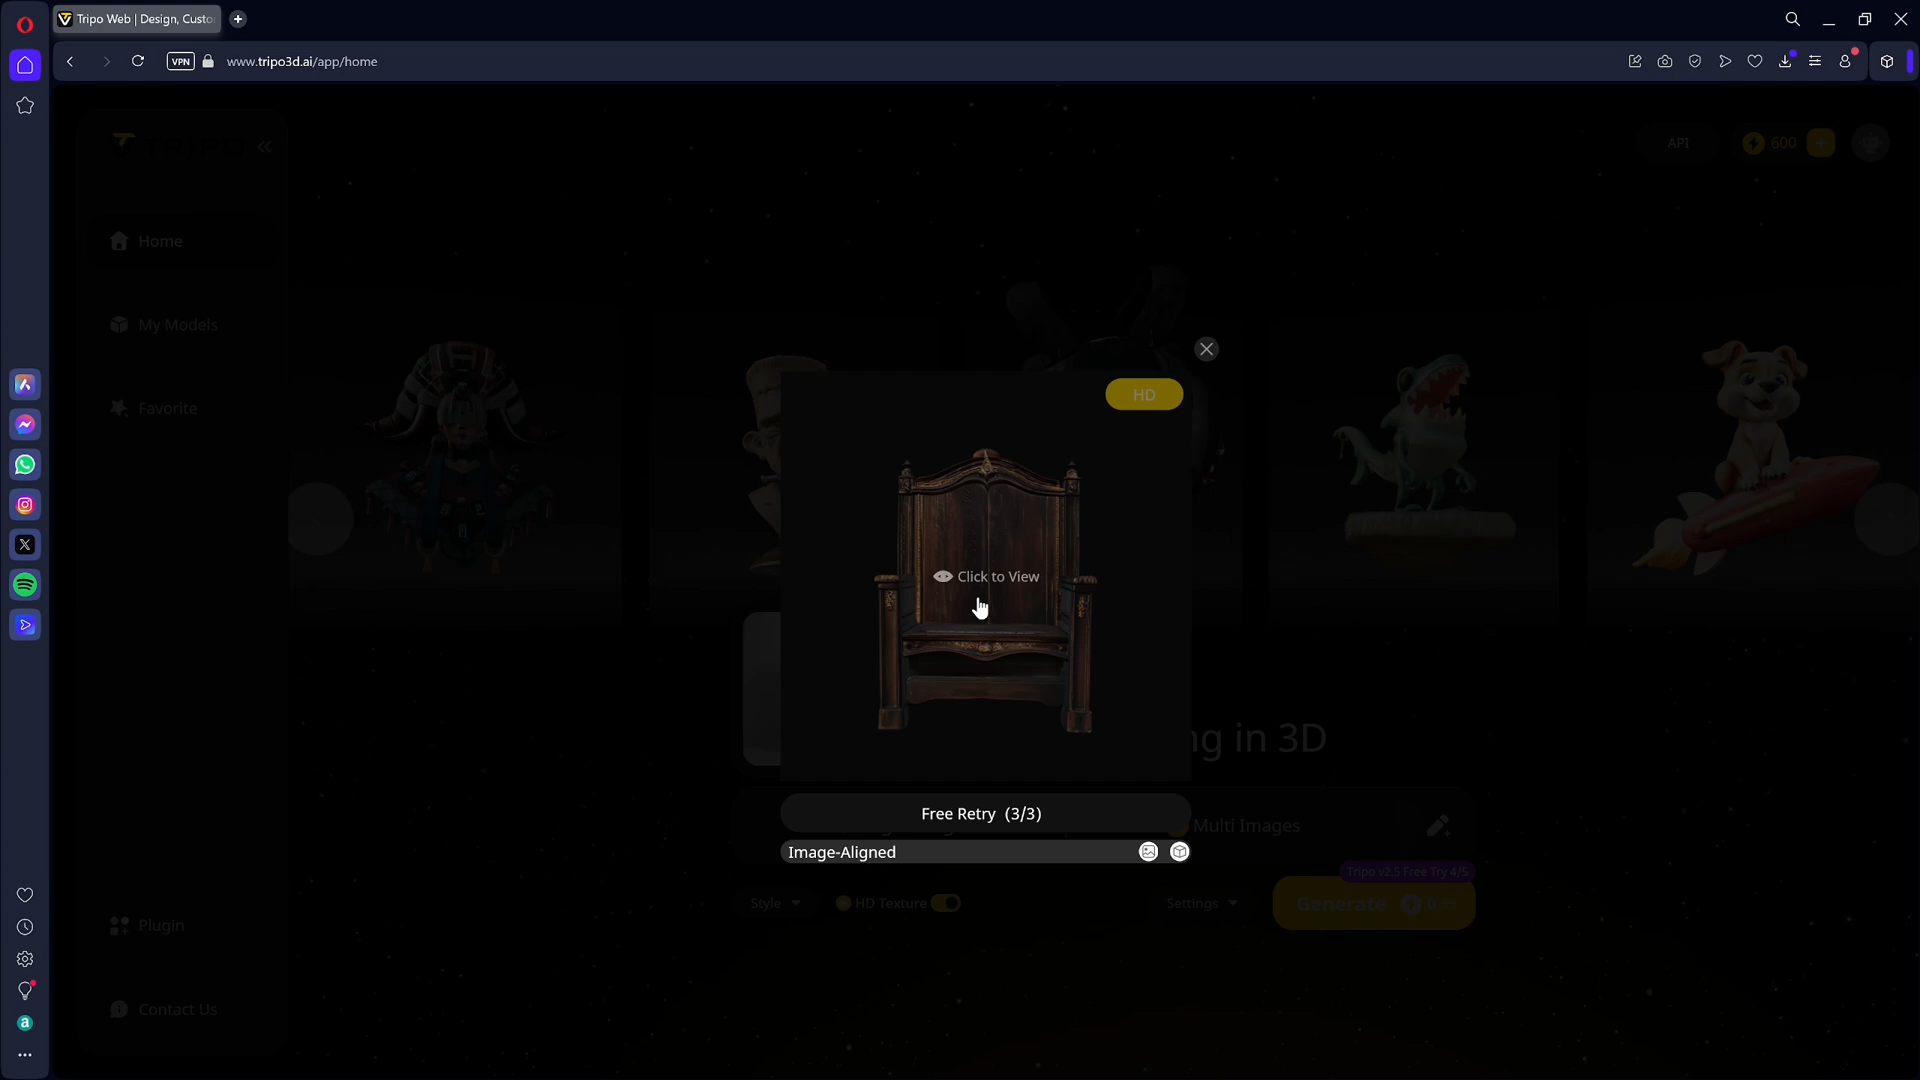 Tripo Web | Design, Custo
VPN
www.tripo3d.ai/app/home
TRIPO
API
600
Home
My Models
Favorite
HD
Click to View
ng in 3D
Free Retry (3/3)
Multi Images
Image-Aligned
Tripo v2.5 Free Try 4/5
Style
HD Texture
Settings
Generate
Plugin
Contact Us